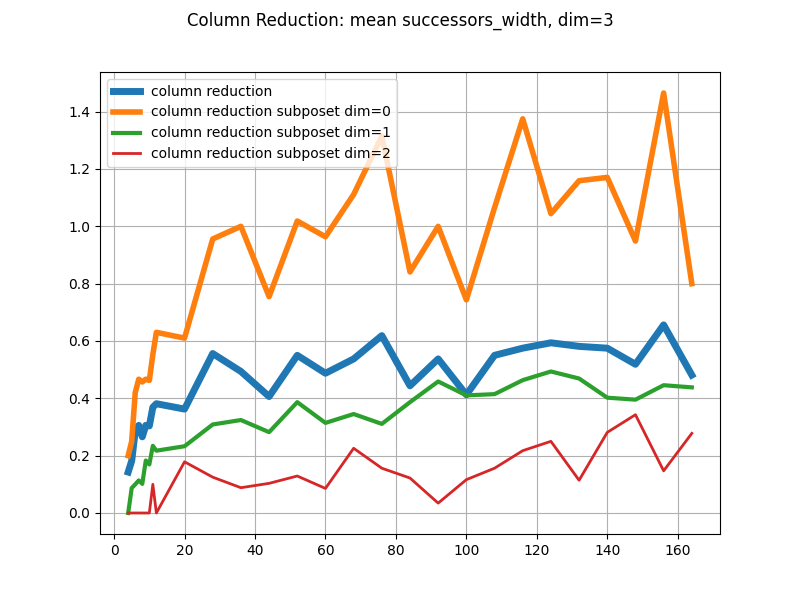 Column Reduction: mean successors_width, dim=3
column reduction
column reduction subposet dim=0
column reduction subposet dim=1
column reduction subposet dim=2
1.4
1.2
1.0
0.8
0.6
0.4
0.2
0.0
0 20 40 60 80 100 120 140 160